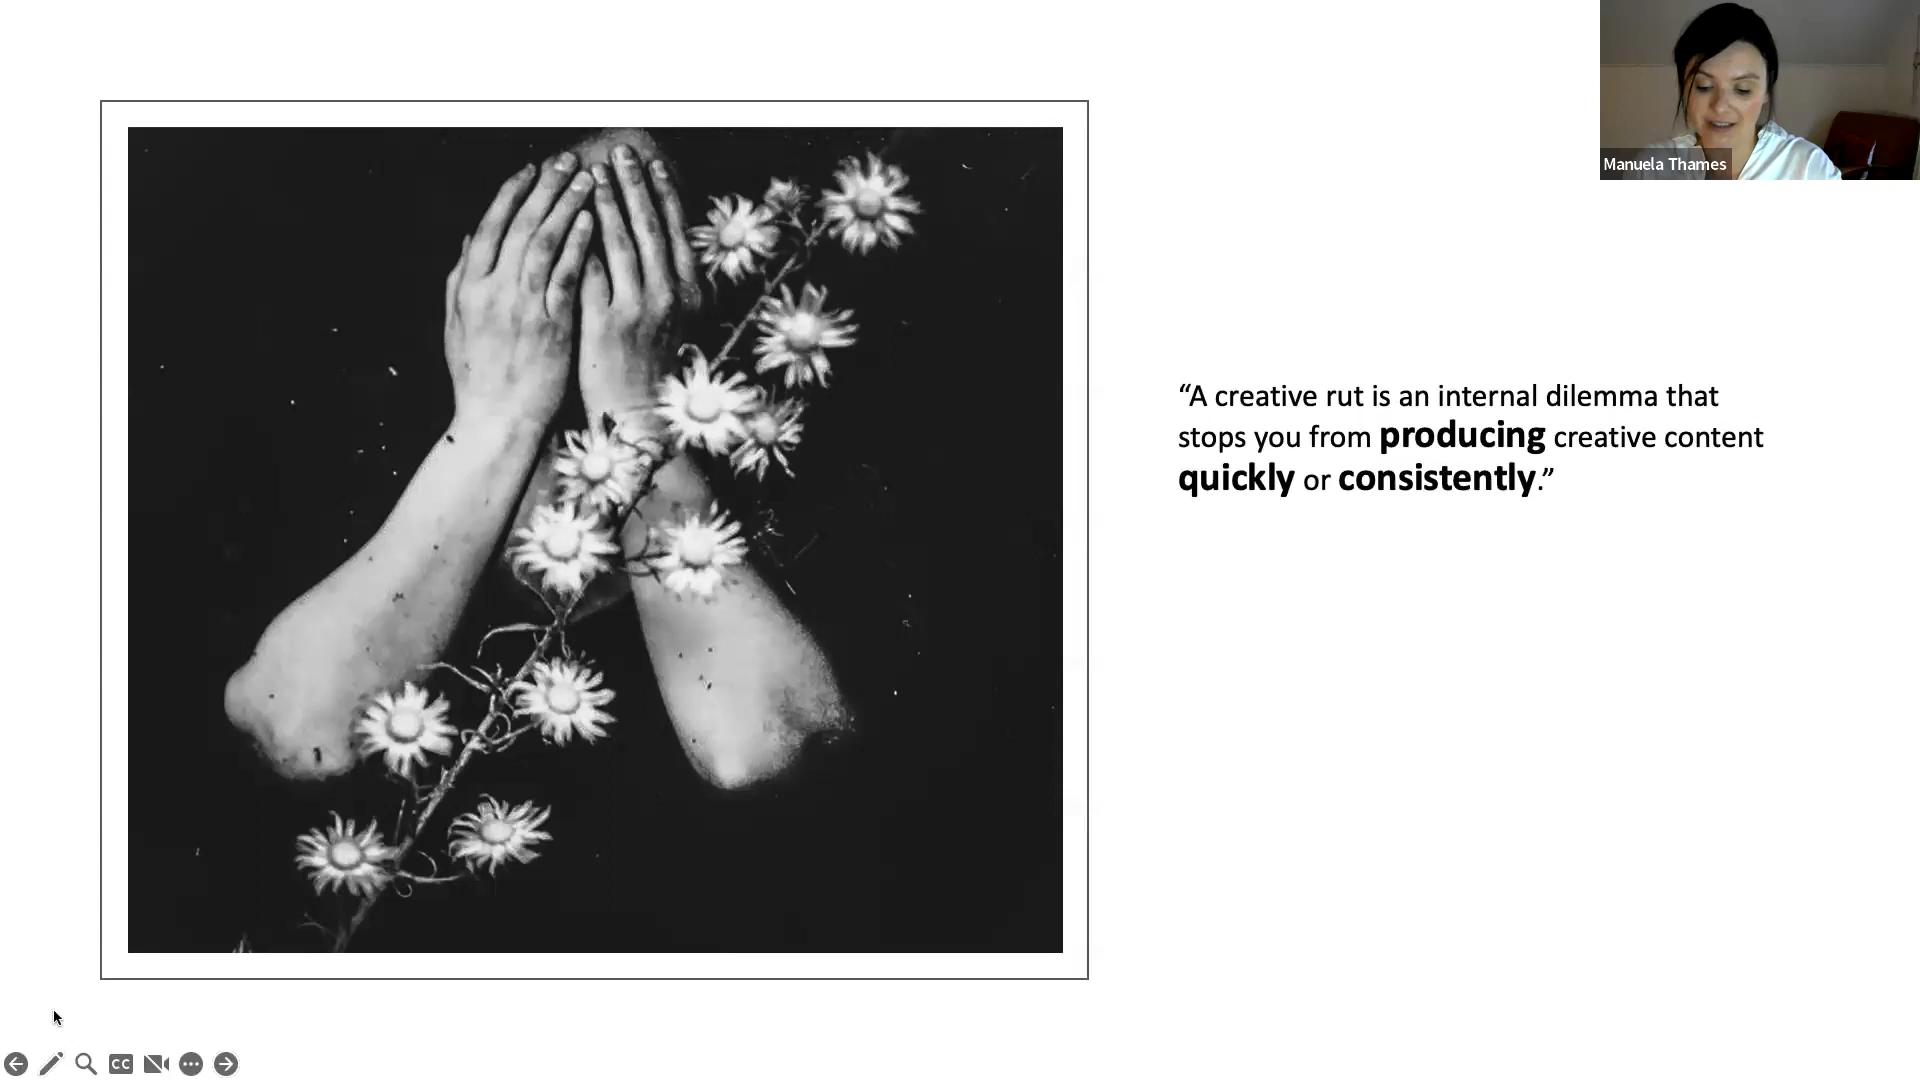 Manuela Thames
“A creative rut is an internal dilemma that
stops you from producing creative content
quickly or consistently.”
CC